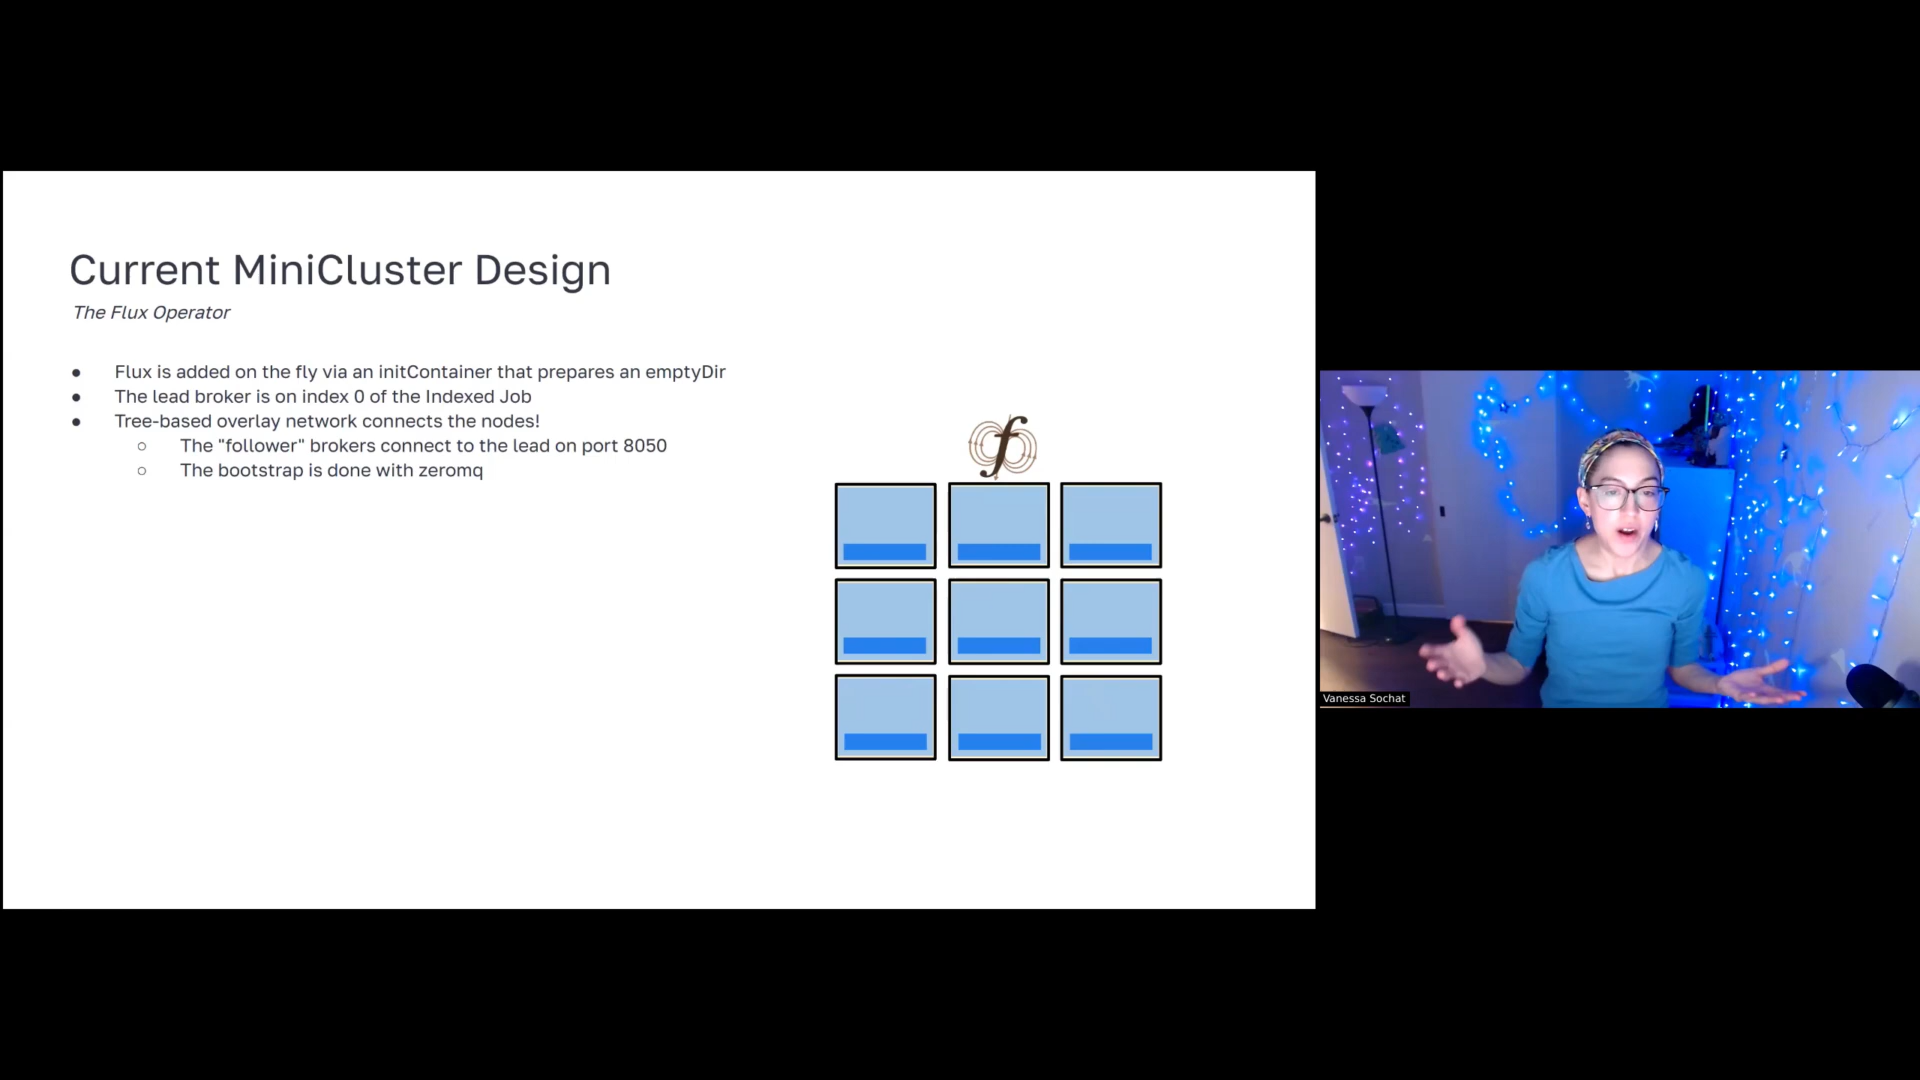 Current MiniCluster Design
The Flux Operator
● Flux is added on the fly via an initContainer that prepares an emptyDir
● The lead broker is on index 0 of the Indexed Job
● Tree-based overlay network connects the nodes!
○ The "follower" brokers connect to the lead on port 8050
○ The bootstrap is done with zeromq
f
Vanessa Sochat